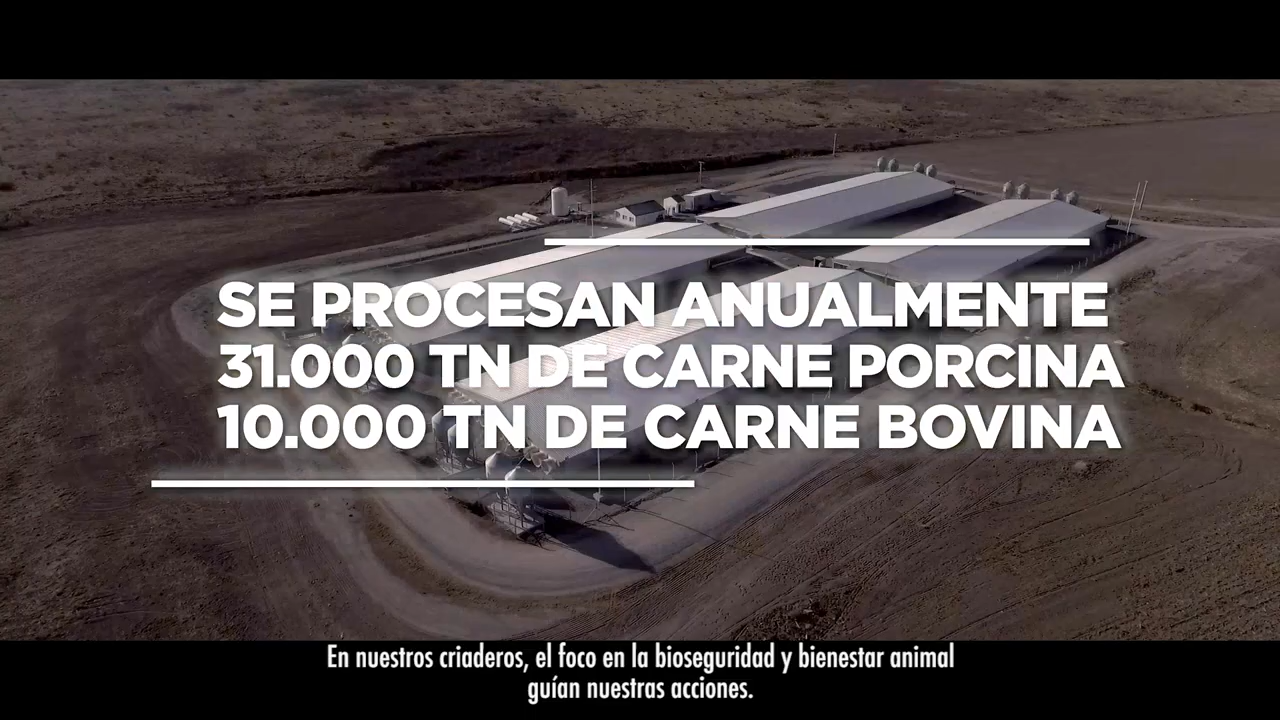 SE PROCESAN ANUALMENTE
31.000 TN DE CARNE PORCINA
10.000 TN DE CARNE BOVINA
En nuestros criaderos, el foco en la bioseguridad y bienestar animal
guían nuestras acciones.